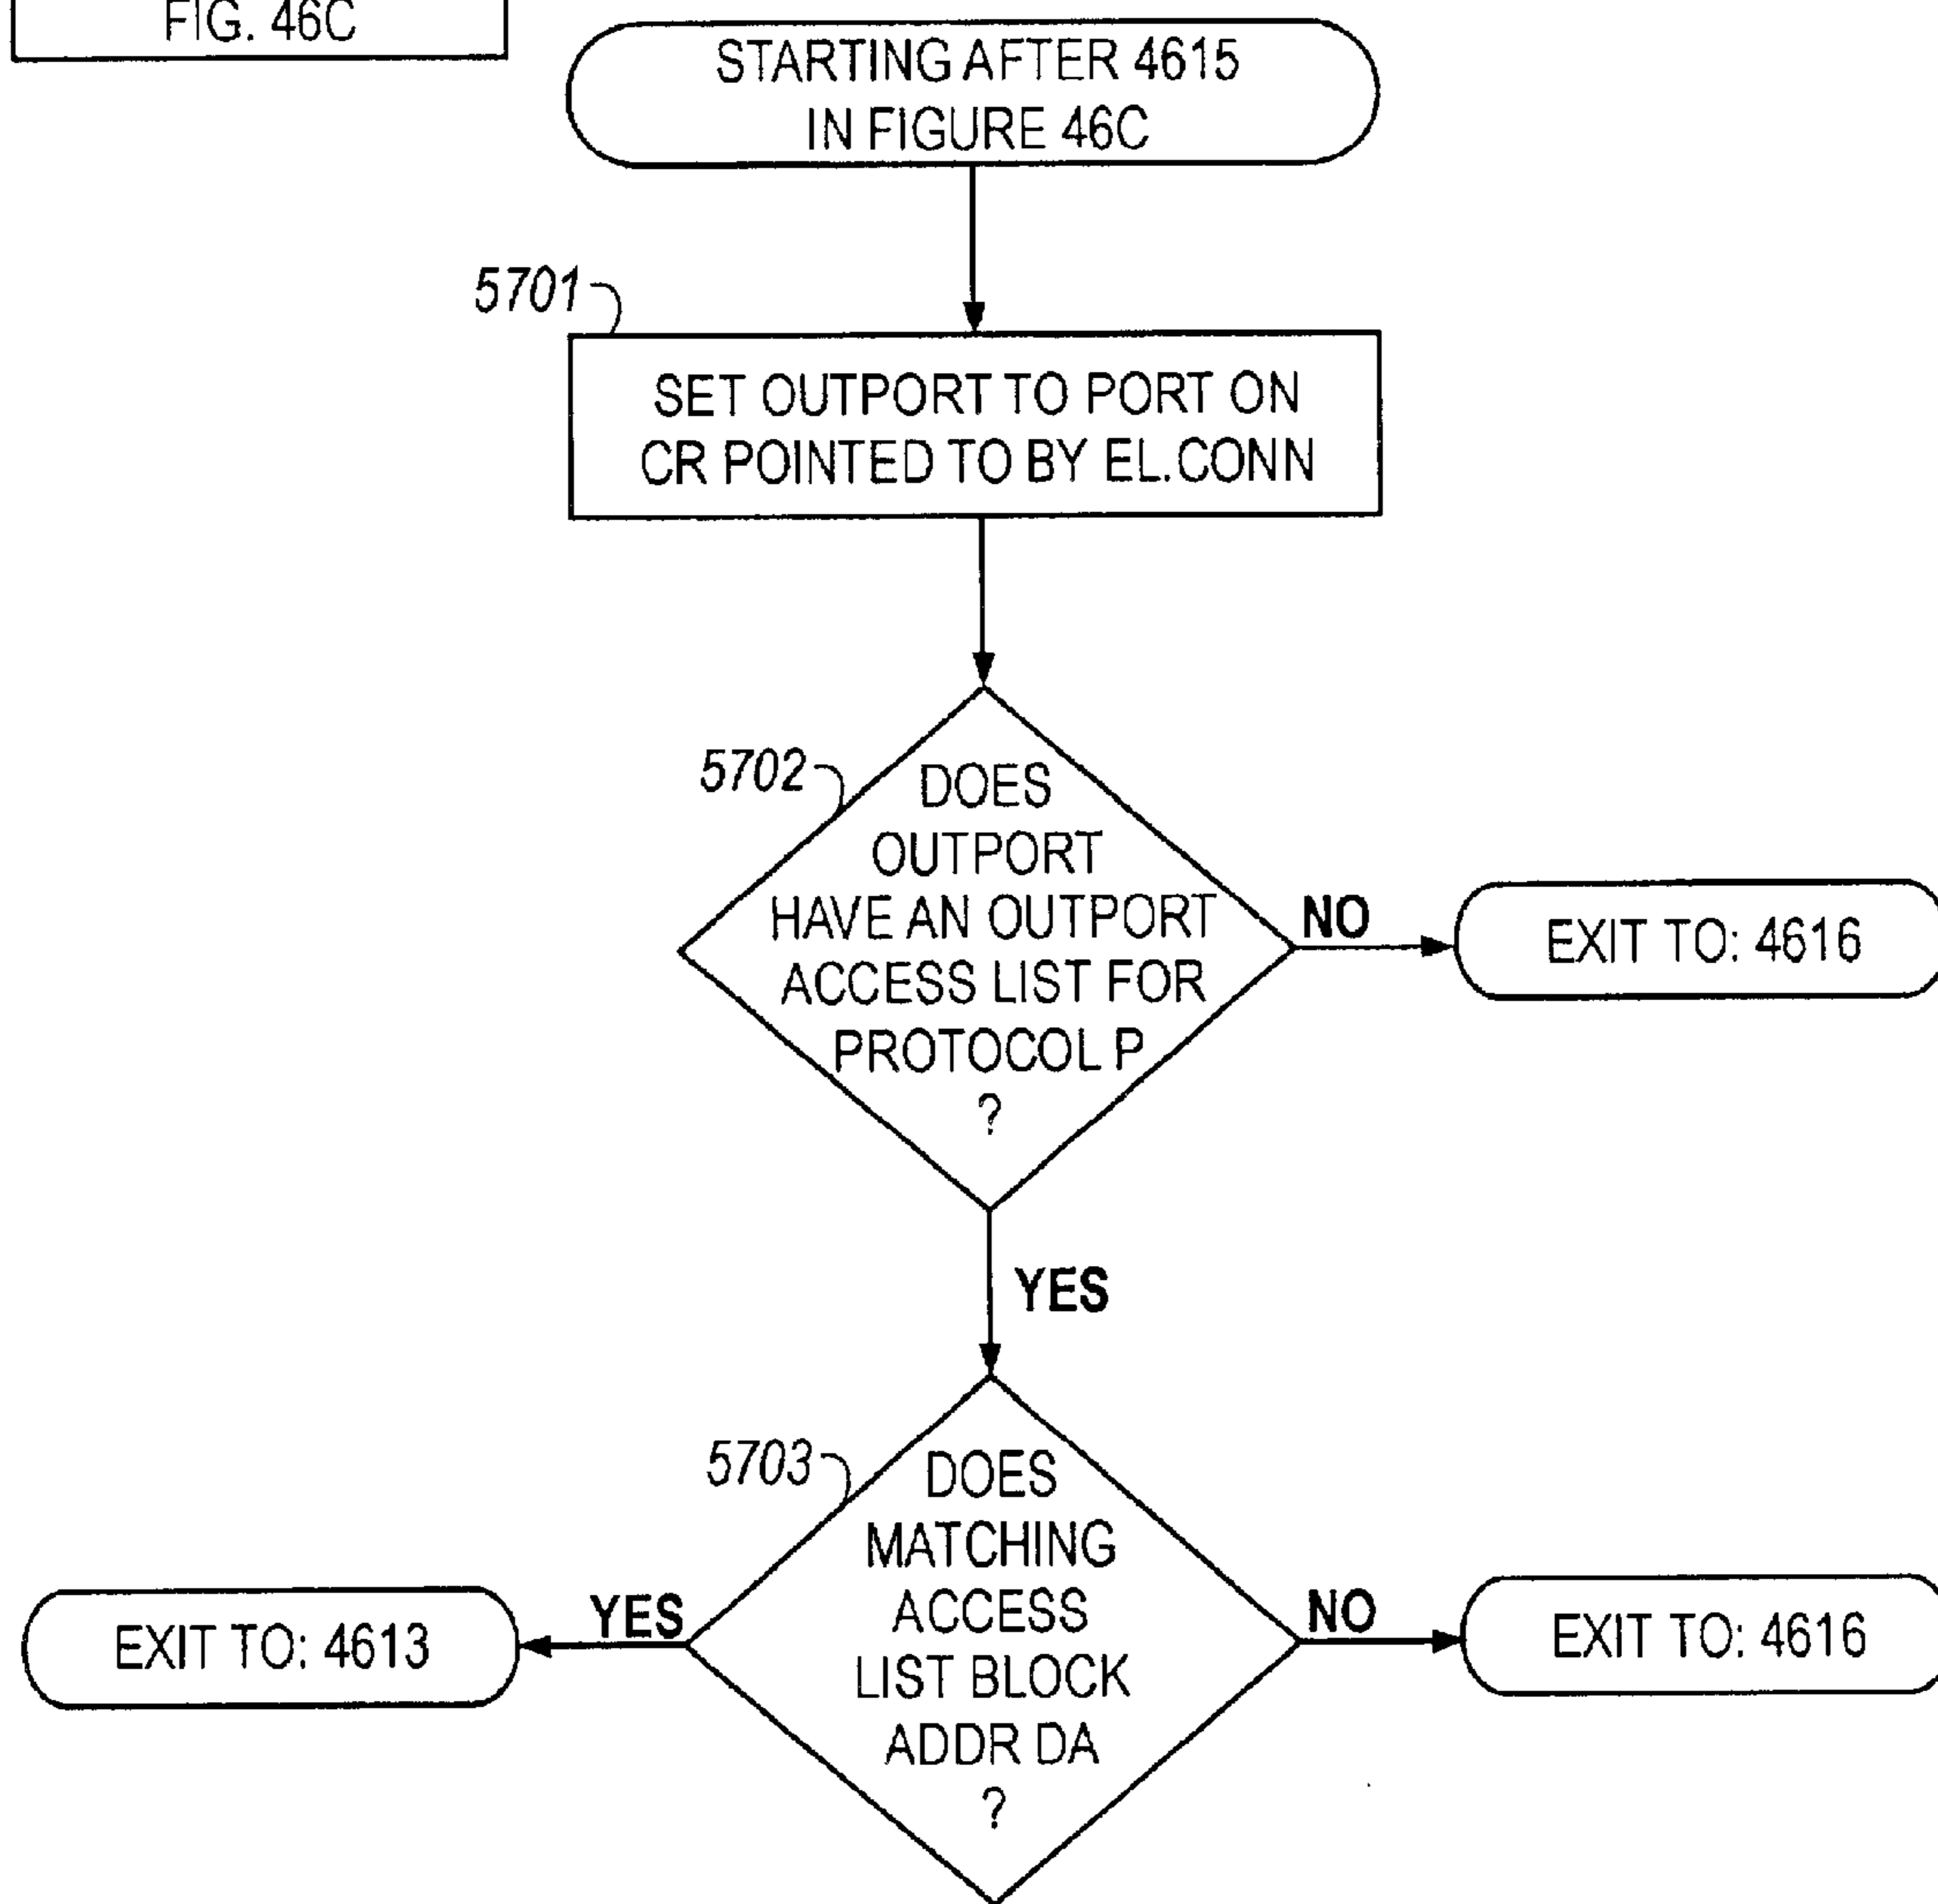 FIG. 46C
STARTING AFTER 4615
IN FIGURE 46C
5701
SET OUTPORT TO PORT ON
CR POINTED TO BY EL.CONN
5702
DOES
OUTPORT
HAVE AN OUTPORT
ACCESS LIST FOR
PROTOCOL P
?
NO
EXIT TO: 4616
YES
5703
DOES
MATCHING
ACCESS
LIST BLOCK
ADDR DA
?
YES
EXIT TO: 4613
NO
EXIT TO: 4616